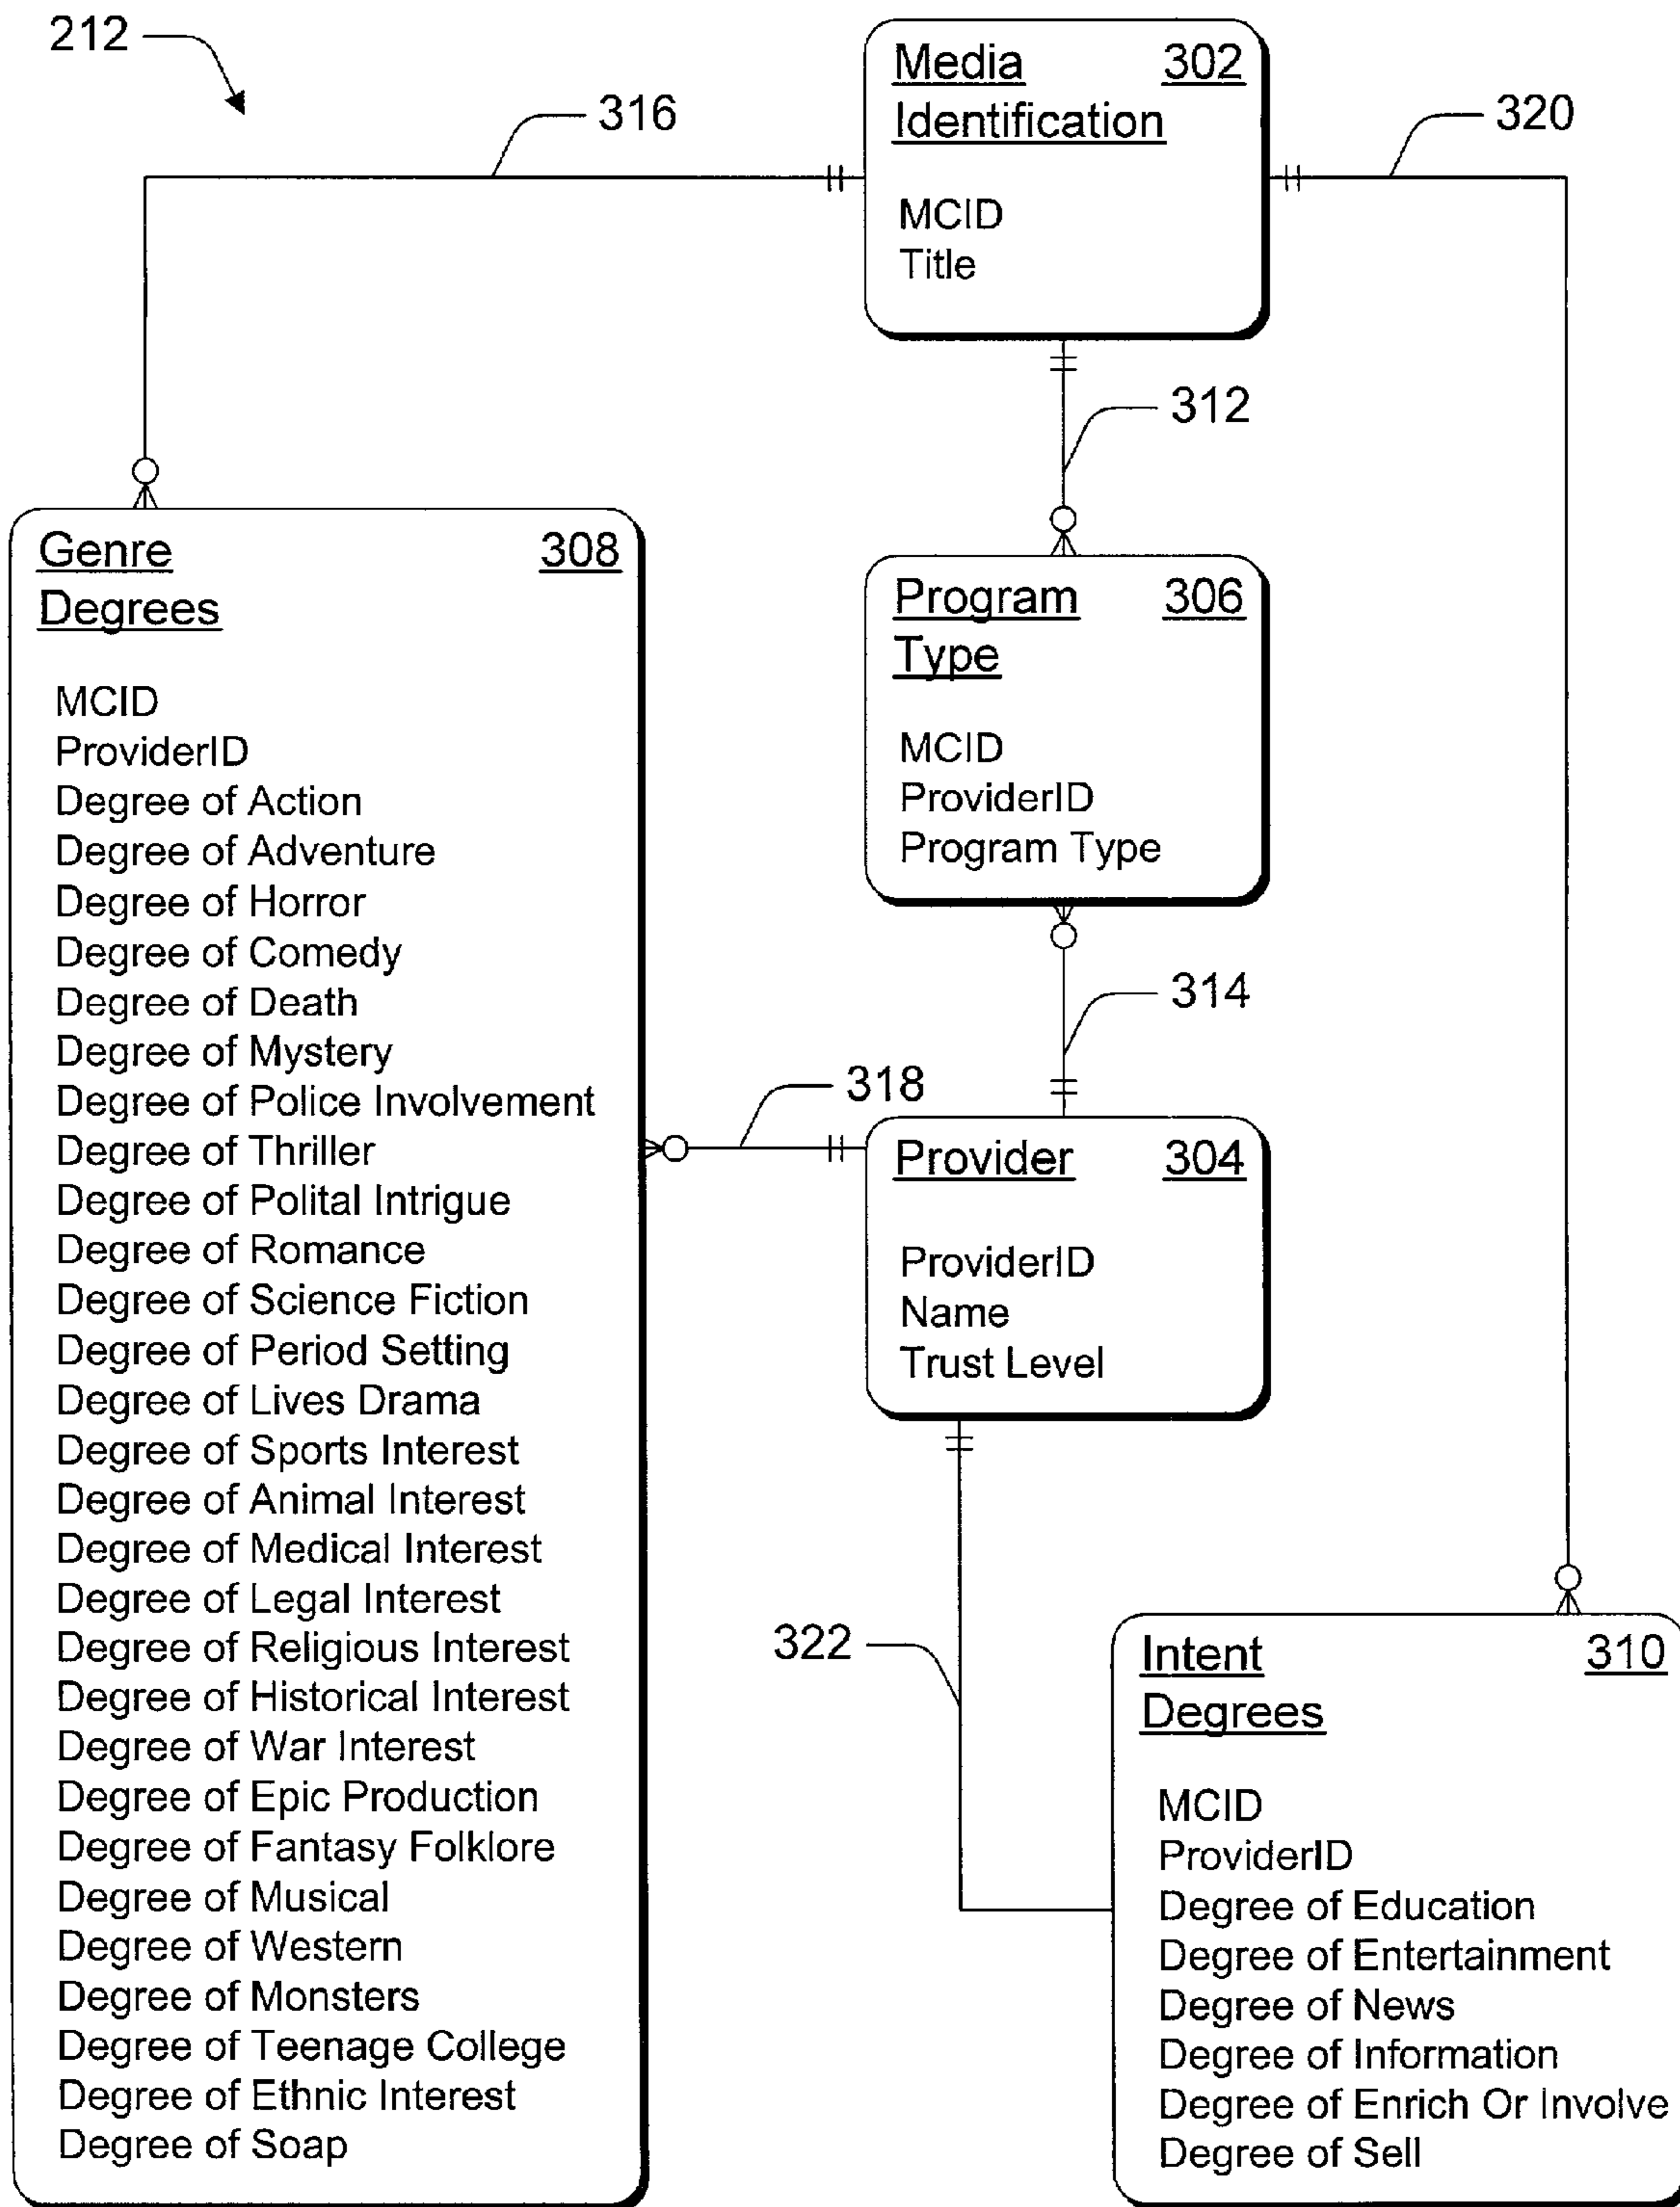 212
316
320
Media 302
Identification
MCID
Title
312
Genre 308
Degrees
MCID
ProviderID
Degree of Action
Degree of Adventure
Degree of Horror
Degree of Comedy
Degree of Death
Degree of Mystery
Degree of Police Involvement
Degree of Thriller
Degree of Polital Intrigue
Degree of Romance
Degree of Science Fiction
Degree of Period Setting
Degree of Lives Drama
Degree of Sports Interest
Degree of Animal Interest
Degree of Medical Interest
Degree of Legal Interest
Degree of Religious Interest
Degree of Historical Interest
Degree of War Interest
Degree of Epic Production
Degree of Fantasy Folklore
Degree of Musical
Degree of Western
Degree of Monsters
Degree of Teenage College
Degree of Ethnic Interest
Degree of Soap
Program 306
Type
MCID
ProviderID
Program Type
314
318
Provider 304
ProviderID
Name
Trust Level
322
Intent 310
Degrees
MCID
ProviderID
Degree of Education
Degree of Entertainment
Degree of News
Degree of Information
Degree of Enrich Or Involve
Degree of Sell